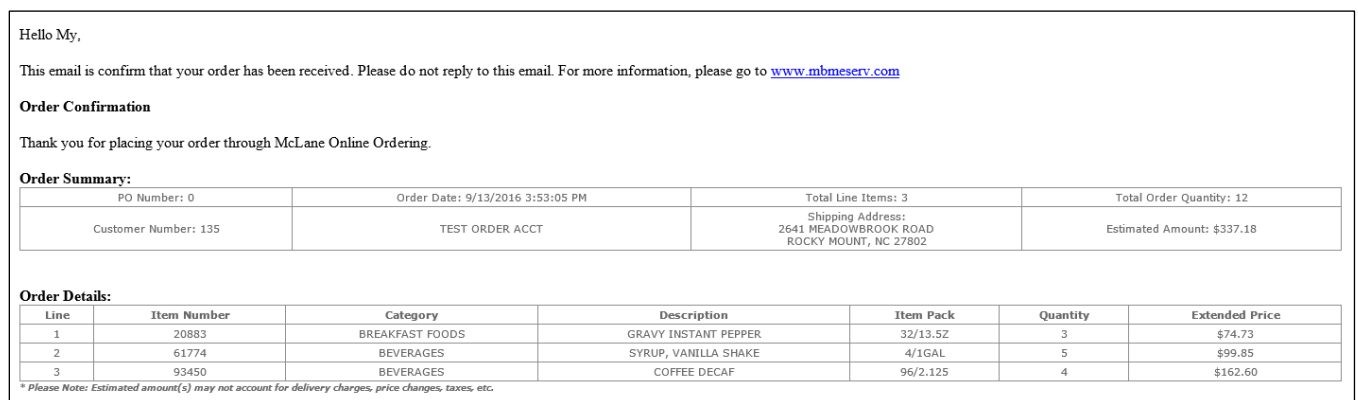 Hello My,
This email is confirm that your order has been received. Please do not reply to this email. For more information, please go to www.mbmeserv.com
Order Confirmation
Thank you for placing your order through McLane Online Ordering.
Order Summary:
PO Number: 0 Order Date: 9/13/2016 3:53:05 PM Total Line Items: 3 Total Order Quantity: 12
Customer Number: 135 TEST ORDER ACCT Shipping Address: Estimated Amount: $337.18
2641 MEADOWBROOK ROAD
ROCKY MOUNT, NC 27802
Order Details:
Line Item Number Category Description Item Pack Quantity Extended Price
1 20883 BREAKFAST FOODS GRAVY INSTANT PEPPER 32/13.5Z 3 $74.73
2 61774 BEVERAGES SYRUP, VANILLA SHAKE 4/1GAL 5 $99.85
3 93450 BEVERAGES COFFEE DECAF 96/2.125 4 $162.60
* Please Note: Estimated amount(s) may not account for delivery charges, price changes, taxes, etc.